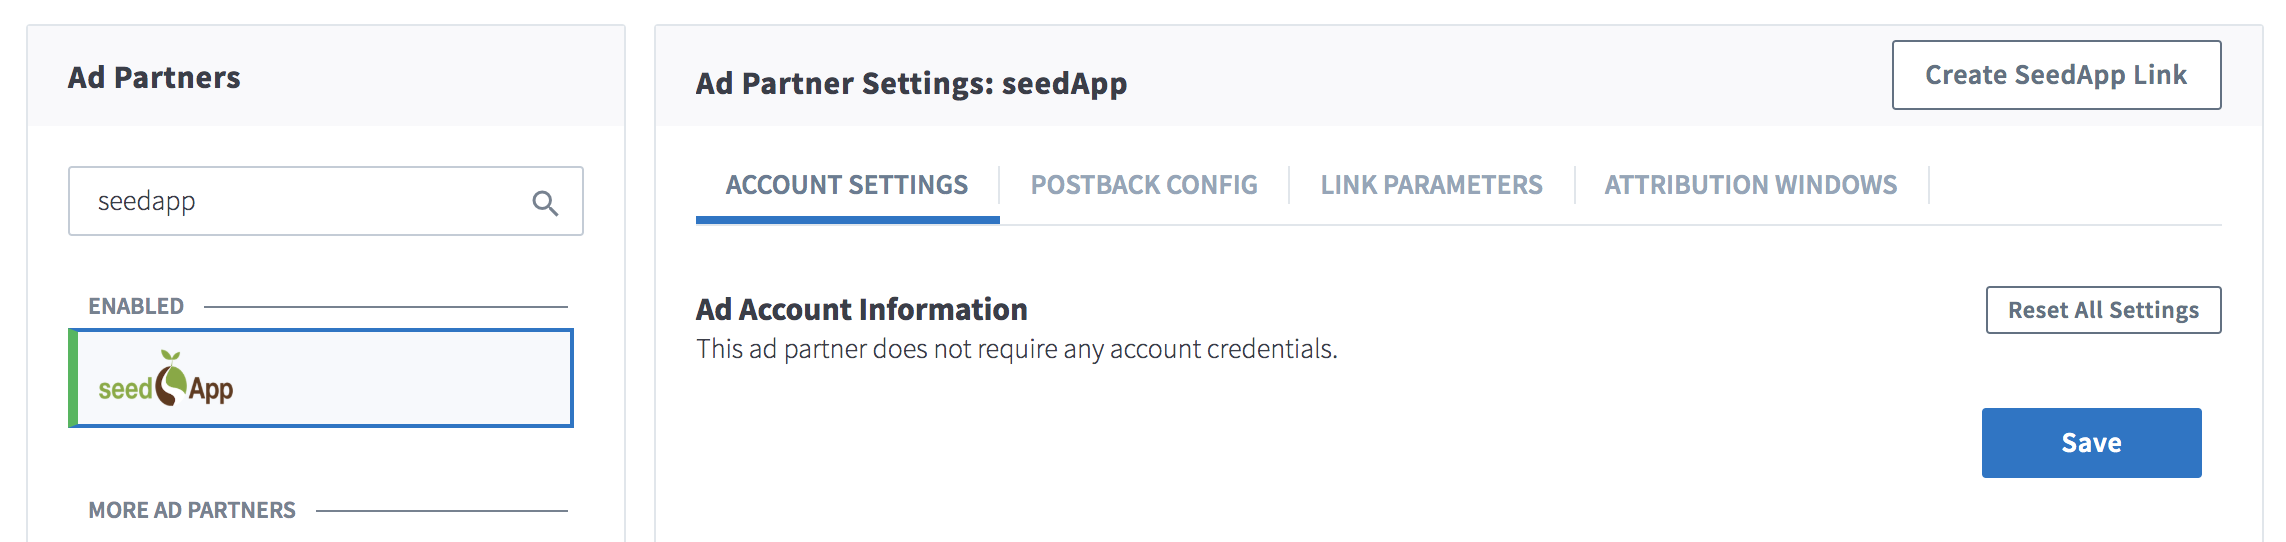 Ad Partners
seedapp
ENABLED
seed App
MORE AD PARTNERS
Ad Partner Settings: seedApp
Create SeedApp Link
ACCOUNT SETTINGS
POSTBACK CONFIG
LINK PARAMETERS
ATTRIBUTION WINDOWS
Ad Account Information
Reset All Settings
This ad partner does not require any account credentials.
Save